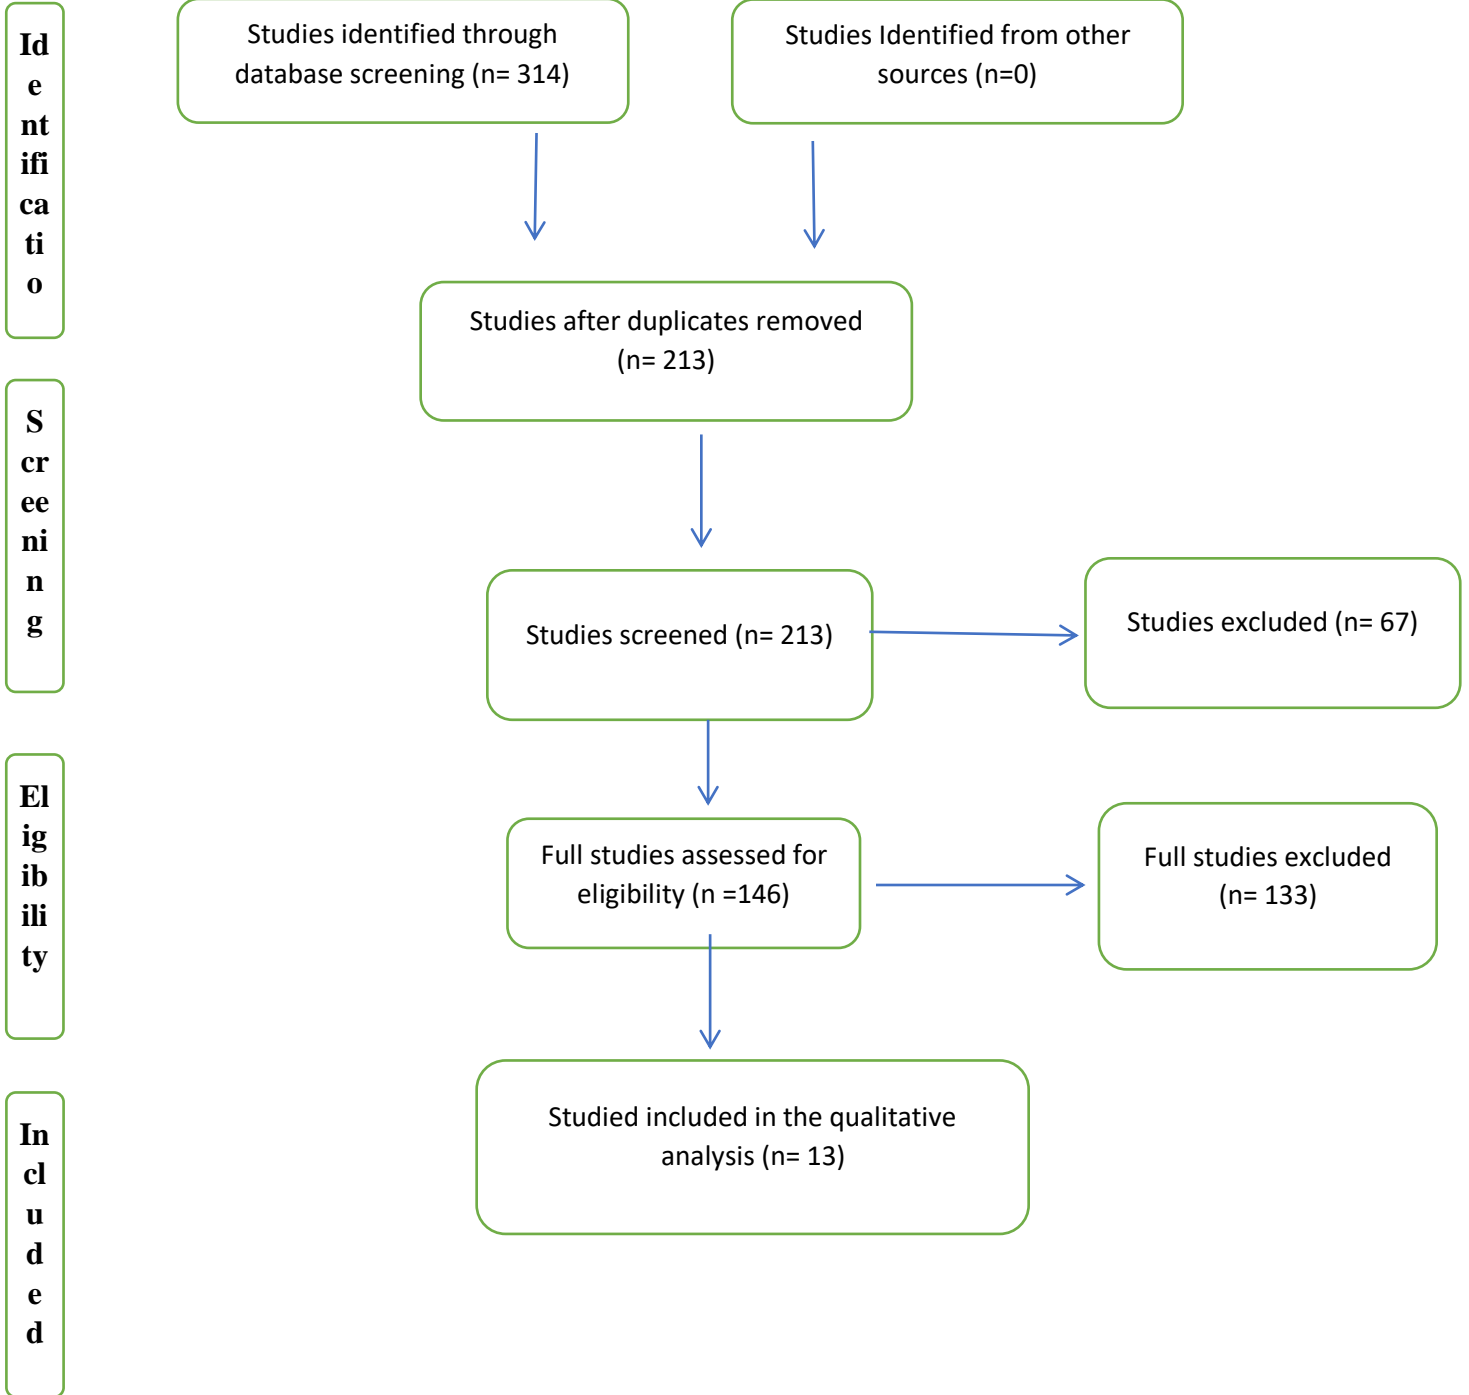 Id
e
nt
ifi
ca
ti
o
Studies identified through
database screening (n= 314)
Studies Identified from other
sources (n=0)
Studies after duplicates removed
(n= 213)
S
cr
ee
ni
n
g
Studies screened (n= 213)
Studies excluded (n= 67)
El
ig
ib
ili
ty
Full studies assessed for
eligibility (n =146)
Full studies excluded
(n= 133)
In
cl
u
d
e
d
Studied included in the qualitative
analysis (n= 13)